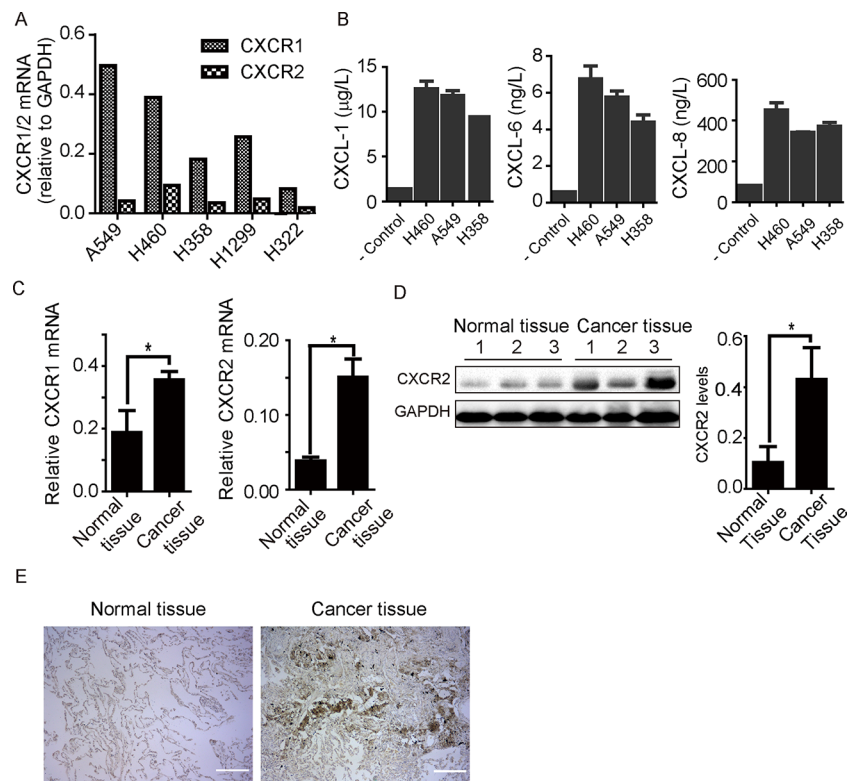 A
CXCR1/2 mRNA
(relative to GAPDH)
0.6
0.4
0.2
0.0
CXCR1
CXCR2
A549
H460
H358
H1299
H322
B
CXCL-1 (µg/L)
15
12
9
6
3
0
- Control
H460
A549
H358
CXCL-6 (ng/L)
8
6
4
2
0
- Control
H460
A549
H358
CXCL-8 (ng/L)
600
400
200
0
- Control
H460
A549
H358
C
Relative CXCR1 mRNA
0.4
0.2
0.0
*
Normal
tissue
Cancer
tissue
Relative CXCR2 mRNA
0.20
0.15
0.10
0.05
0.00
*
Normal
tissue
Cancer
tissue
D
Normal tissue Cancer tissue
1 2 3 1 2 3
CXCR2
GAPDH
CXCR2 levels
0.6
0.4
0.2
0.0
*
Normal
Tissue
Cancer
Tissue
E
Normal tissue
Cancer tissue